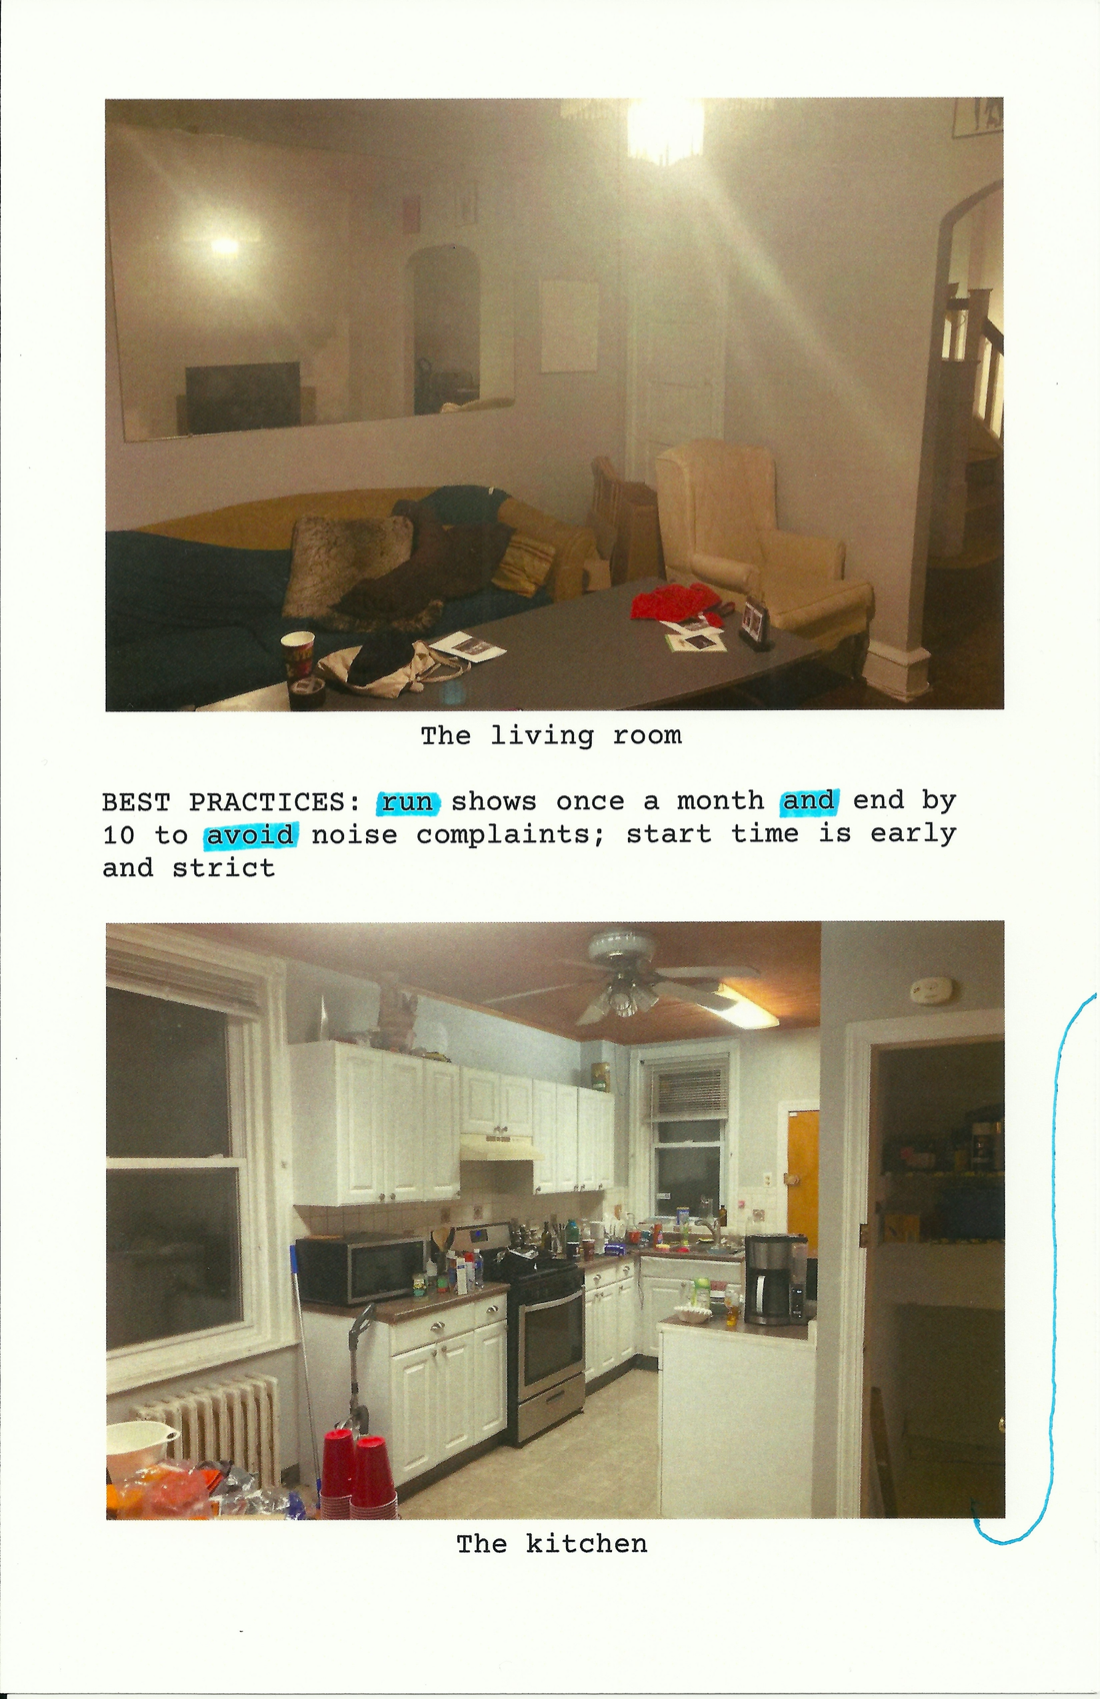 The living room
BEST PRACTICES: run shows once a month and end by
10 to avoid noise complaints; start time is early
and strict
The kitchen